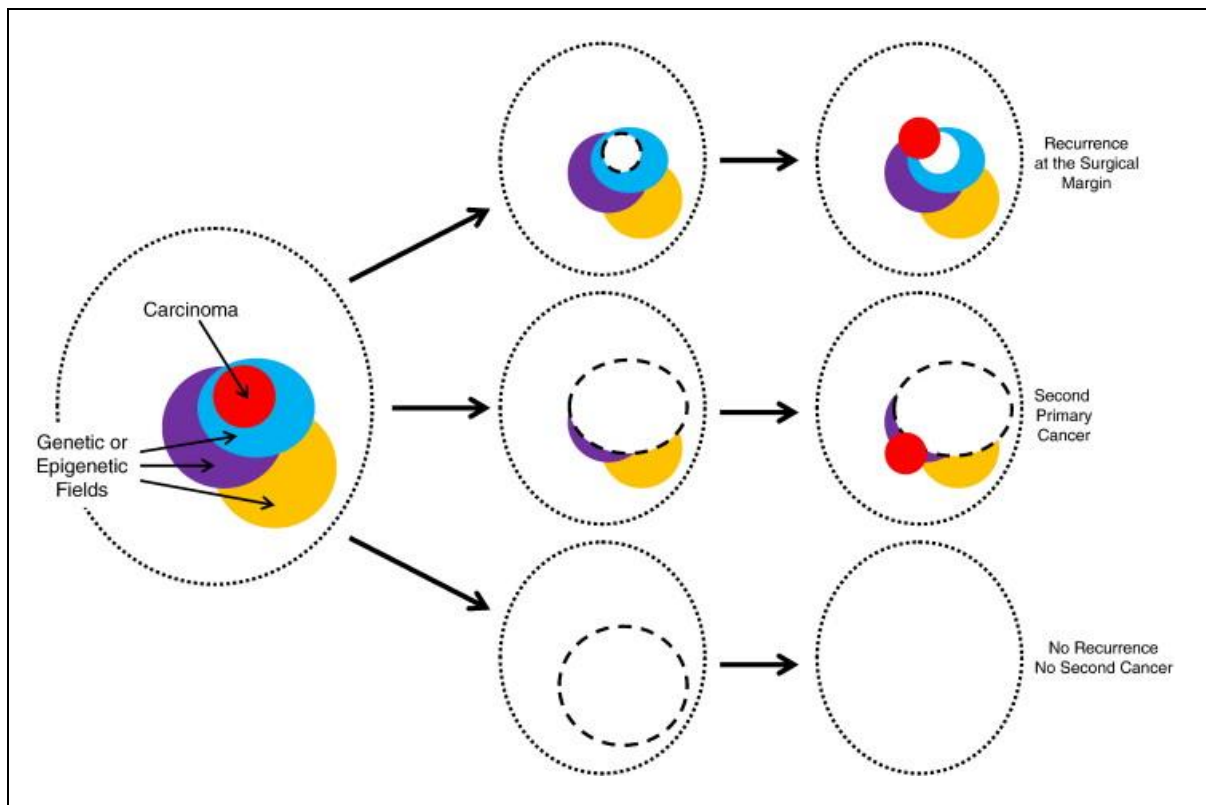 Carcinoma
Genetic or
Epigenetic
Fields
Recurrence
at the Surgical
Margin
Second
Primary
Cancer
No Recurrence
No Second Cancer